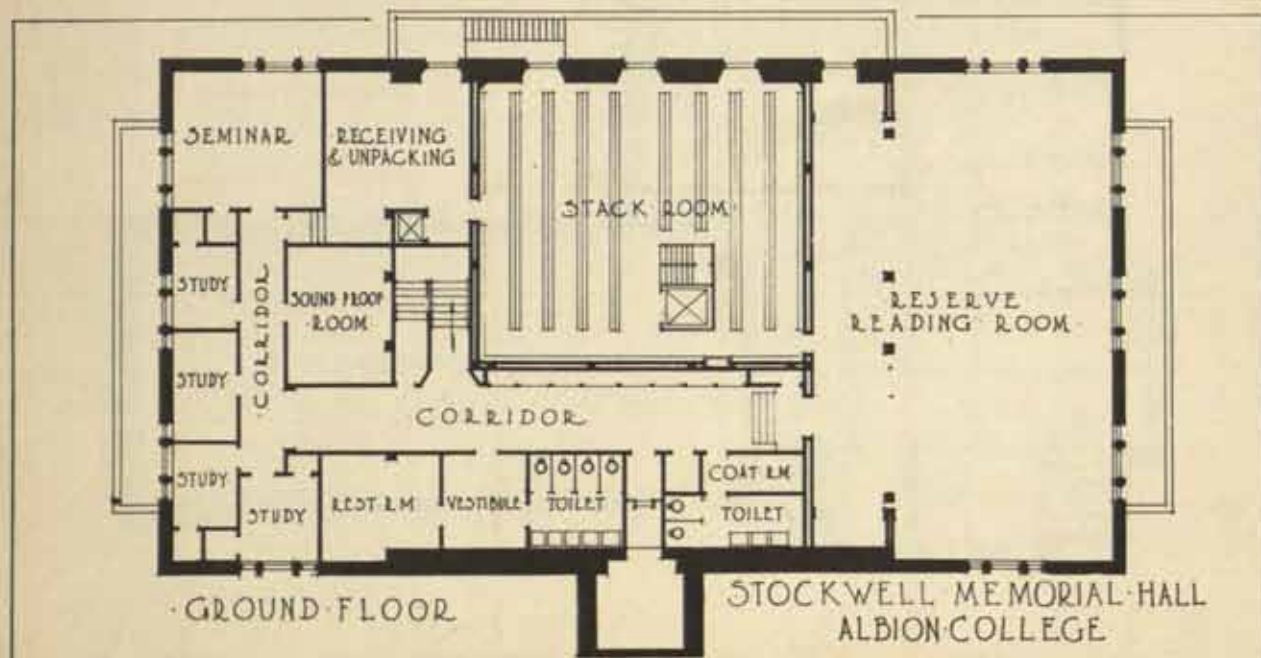 SEMINAR
RECEIVING
& UNPACKING
STACK ROOM
STUDY
CORRIDOR
SOUND PROOF
ROOM
RESERVE
READING ROOM
STUDY
CORRIDOR
COAT RM
STUDY
STUDY
REST RM
VESTIBULE
TOILET
TOILET
·GROUND·FLOOR
STOCKWELL MEMORIAL·HALL
ALBION·COLLEGE